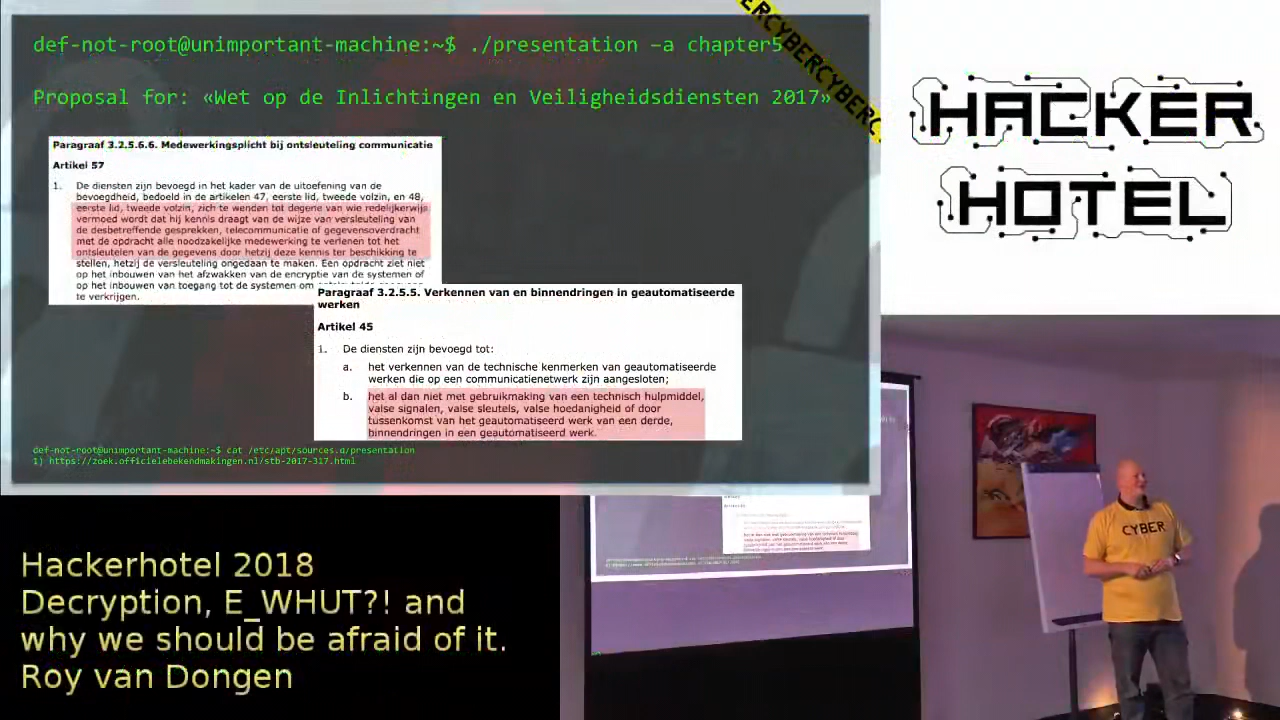 def-not-root@unimportant-machine:~$ ./presentation –a chapter5
CYBERCYBERCYBERC
Proposal for: «Wet op de Inlichtingen en Veiligheidsdiensten 2017»
Paragraaf 3.2.5.6.6. Medewerkingsplicht bij ontsleuteling communicatie
Artikel 57
1. De diensten zijn bevoegd in het kader van de uitoefening van de
bevoegdheid, bedoeld in de artikelen 47, eerste lid, tweede volzin, en 48,
eerste lid, tweede volzin, zich te wenden tot degene van wie redelijkerwijs
vermoed wordt dat hij kennis draagt van de wijze van versleuteling van
de desbetreffende gesprekken, telecommunicatie of gegevensoverdracht
met de opdracht alle noodzakelijke medewerking te verlenen tot het
ontsleutelen van de gegevens door hetzij deze kennis ter beschikking te
stellen, hetzij de versleuteling ongedaan te maken. Een opdracht ziet niet
op het inbouwen van het afzwakken van de encryptie van de systemen of
op het inbouwen van toegang tot de systemen om
te verkrijgen.
Paragraaf 3.2.5.5. Verkennen van en binnendringen in geautomatiseerde
werken
Artikel 45
1. De diensten zijn bevoegd tot:
a. het verkennen van de technische kenmerken van geautomatiseerde
werken die op een communicatienetwerk zijn aangesloten;
b. het al dan niet met gebruikmaking van een technisch hulpmiddel,
valse signalen, valse sleutels, valse hoedanigheid of door
tussenkomst van het geautomatiseerd werk van een derde,
binnendringen in een geautomatiseerd werk.
def-not-root@unimportant-machine:~$ cat /etc/apt/sources.d/presentation
1) https://zoek.officielebekendmakingen.nl/stb-2017-317.html
HACKER
HOTEL
CYBER
Hackerhotel 2018
Decryption, E_WHUT?! and
why we should be afraid of it.
Roy van Dongen